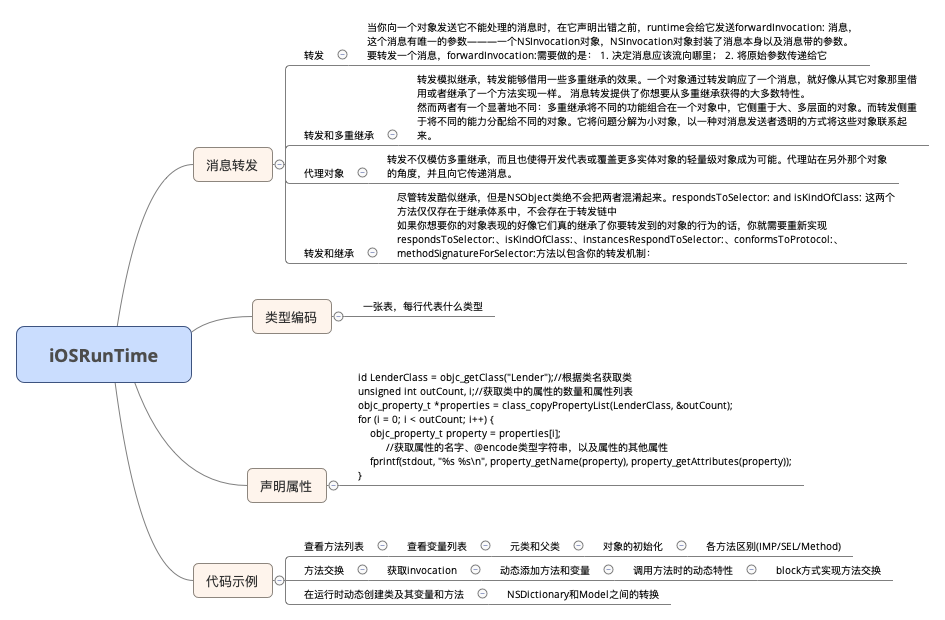 当你向一个对象发送它不能处理的消息时，在它声明出错之前，runtime会给它发送forwardInvocation: 消息，
这个消息有唯一的参数———一个NSInvocation对象，NSInvocation对象封装了消息本身以及消息带的参数。
要转发一个消息，forwardInvocation:需要做的是： 1. 决定消息应该流向哪里； 2. 将原始参数传递给它
转发
转发模拟继承，转发能够借用一些多重继承的效果。一个对象通过转发响应了一个消息，就好像从其它对象那里借
用或者继承了一个方法实现一样。 消息转发提供了你想要从多重继承获得的大多数特性。
然而两者有一个显著地不同：多重继承将不同的功能组合在一个对象中，它侧重于大、多层面的对象。而转发侧重
于将不同的能力分配给不同的对象。它将问题分解为小对象，以一种对消息发送者透明的方式将这些对象联系起
来。
转发和多重继承
消息转发
转发不仅模仿多重继承，而且也使得开发代表或覆盖更多实体对象的轻量级对象成为可能。代理站在另外那个对象
的角度，并且向它传递消息。
代理对象
尽管转发酷似继承，但是NSObject类绝不会把两者混淆起来。respondsToSelector: and isKindOfClass: 这两个
方法仅仅存在于继承体系中，不会存在于转发链中
如果你想要你的对象表现的好像它们真的继承了你要转发到的对象的行为的话，你就需要重新实现
respondsToSelector:、isKindOfClass:、instancesRespondToSelector:、conformsToProtocol:、
methodSignatureForSelector:方法以包含你的转发机制：
转发和继承
一张表，每行代表什么类型
类型编码
iOSRunTime
id LenderClass = objc_getClass("Lender");//根据类名获取类
unsigned int outCount, i;//获取类中的属性的数量和属性列表
objc_property_t *properties = class_copyPropertyList(LenderClass, &outCount);
for (i = 0; i < outCount; i++) {
objc_property_t property = properties[i];
//获取属性的名字、@encode类型字符串，以及属性的其他属性
fprintf(stdout, "%s %s\n", property_getName(property), property_getAttributes(property));
}
声明属性
查看方法列表 查看变量列表 元类和父类 对象的初始化 各方法区别(IMP/SEL/Method)
方法交换 获取invocation 动态添加方法和变量 调用方法时的动态特性 block方式实现方法交换
代码示例
在运行时动态创建类及其变量和方法 NSDictionary和Model之间的转换